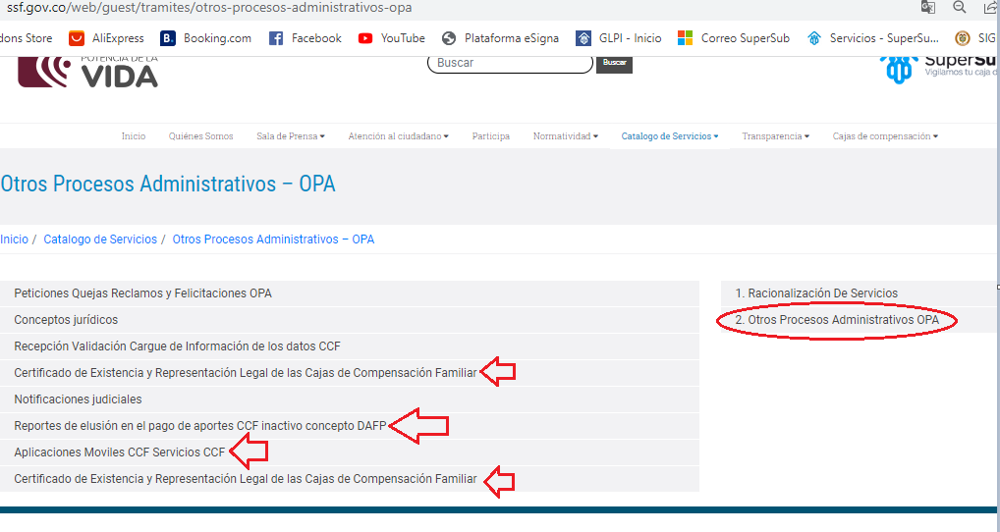 ssf.gov.co/web/guest/tramites/otros-procesos-administrativos-opa
dons Store AliExpress Booking.com Facebook YouTube Plataforma eSigna GLPI - Inicio Correo SuperSub Servicios - SuperSu... SIG
POTENCIA DE LA
VIDA
Buscar
Buscar
SuperSu
Vigilamos tu caja d
Inicio Quiénes Somos Sala de Prensa Atención al ciudadano Participa Normatividad Catalogo de Servicios Transparencia Cajas de compensación
Otros Procesos Administrativos – OPA
Inicio / Catalogo de Servicios / Otros Procesos Administrativos – OPA
Peticiones Quejas Reclamos y Felicitaciones OPA
Conceptos jurídicos
Recepción Validación Cargue de Información de los datos CCF
Certificado de Existencia y Representación Legal de las Cajas de Compensación Familiar
Notificaciones judiciales
Reportes de elusión en el pago de aportes CCF inactivo concepto DAFP
Aplicaciones Moviles CCF Servicios CCF
Certificado de Existencia y Representación Legal de las Cajas de Compensación Familiar
1. Racionalización De Servicios
2. Otros Procesos Administrativos OPA